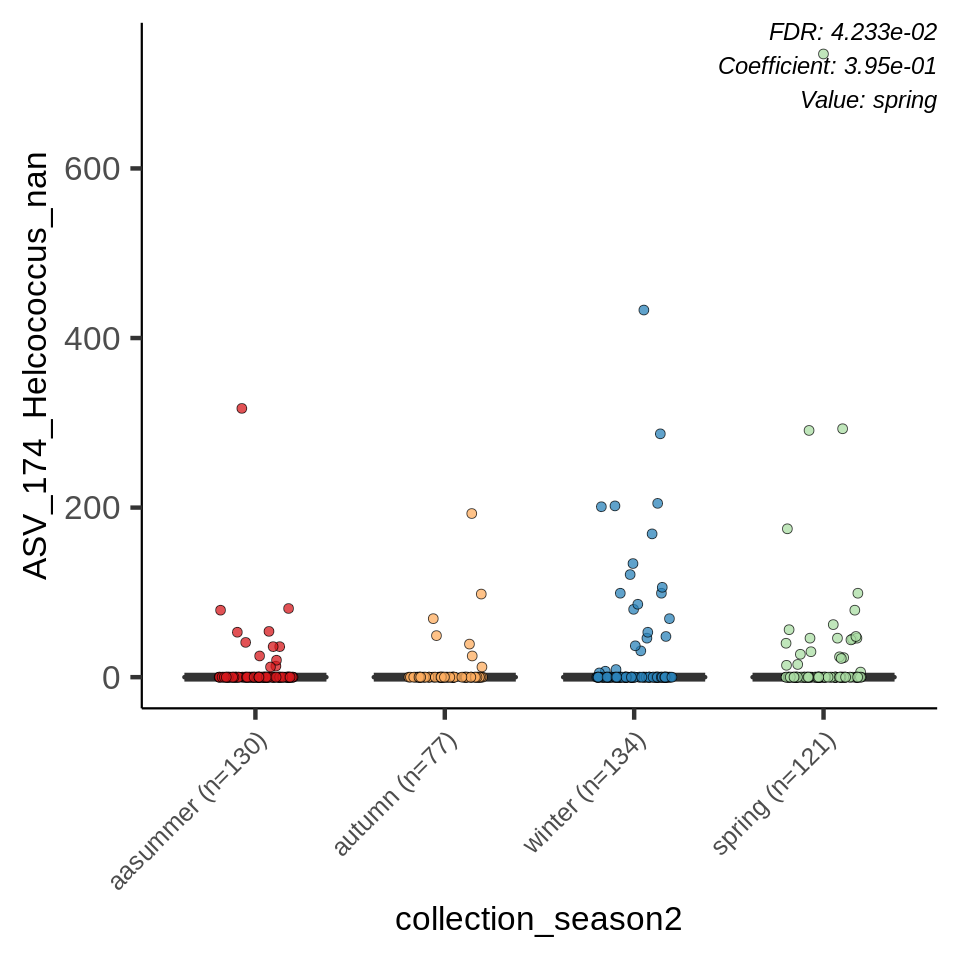 FDR: 4.233e-02
Coefficient: 3.95e-01
Value: spring
ASV_174_Helcococcus_nan
600
400
200
0
aasummer (n=130)
autumn (n=77)
winter (n=134)
spring (n=121)
collection_season2